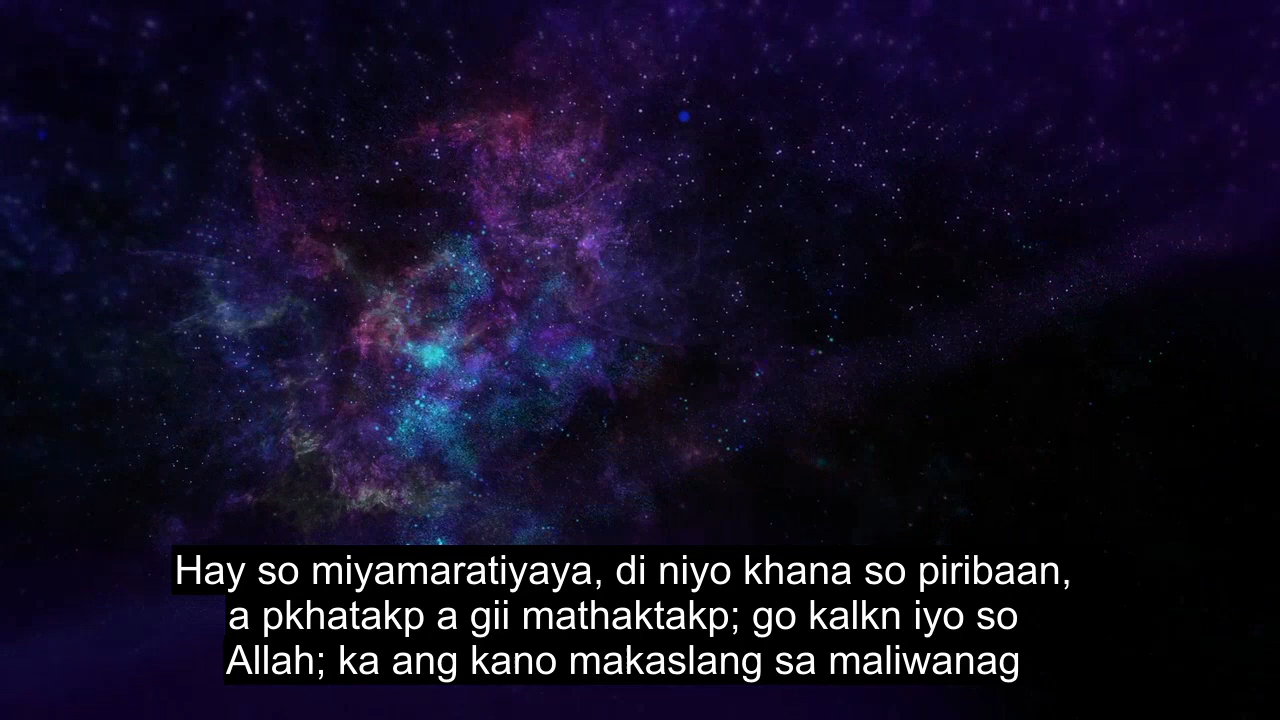 Hay so miyamaratiyaya, di niyo khana so piribaan,
a pkhatakp a gii mathaktakp; go kalkn iyo so
Allah; ka ang kano makaslang sa maliwanag